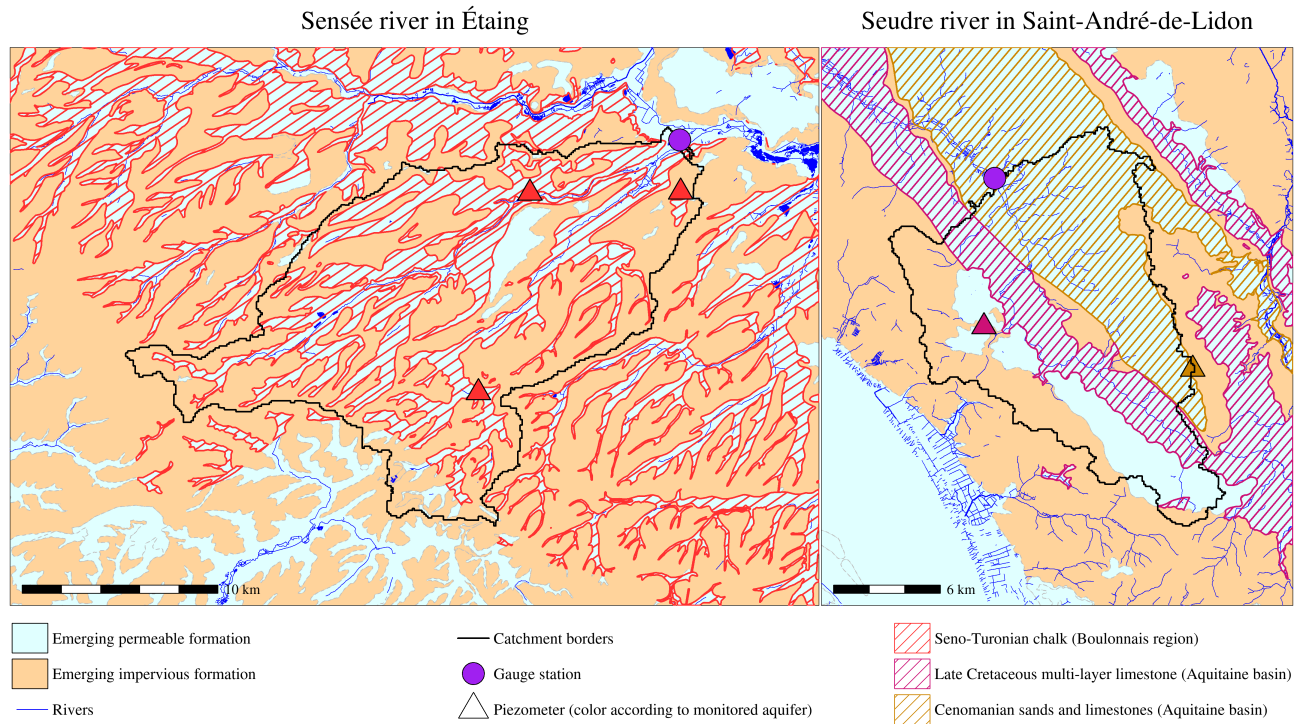 Sensée river in Étaing
Seudre river in Saint-André-de-Lidon
10 km
6 km
Emerging permeable formation
Emerging impervious formation
Rivers
Catchment borders
Gauge station
Piezometer (color according to monitored aquifer)
Seno-Turonian chalk (Boulonnais region)
Late Cretaceous multi-layer limestone (Aquitaine basin)
Cenomanian sands and limestones (Aquitaine basin)